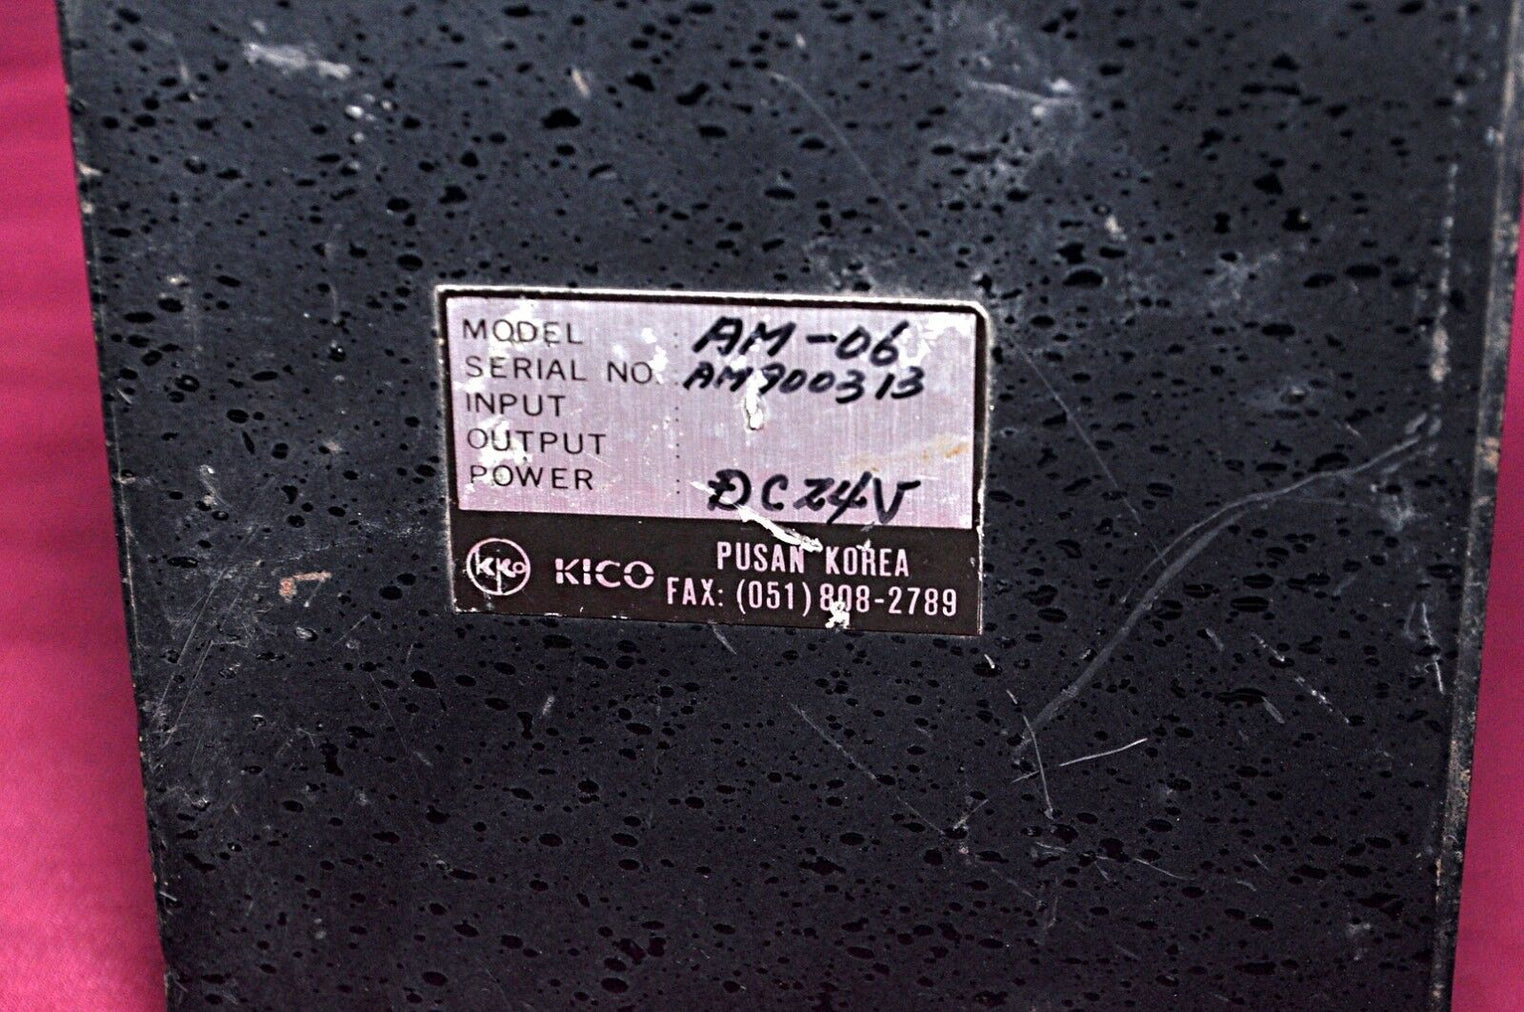 MODEL : AM-06
SERIAL NO. : AM900313
INPUT :
OUTPUT :
POWER : DC24V
KICO PUSAN KOREA
FAX: (051) 808-2789